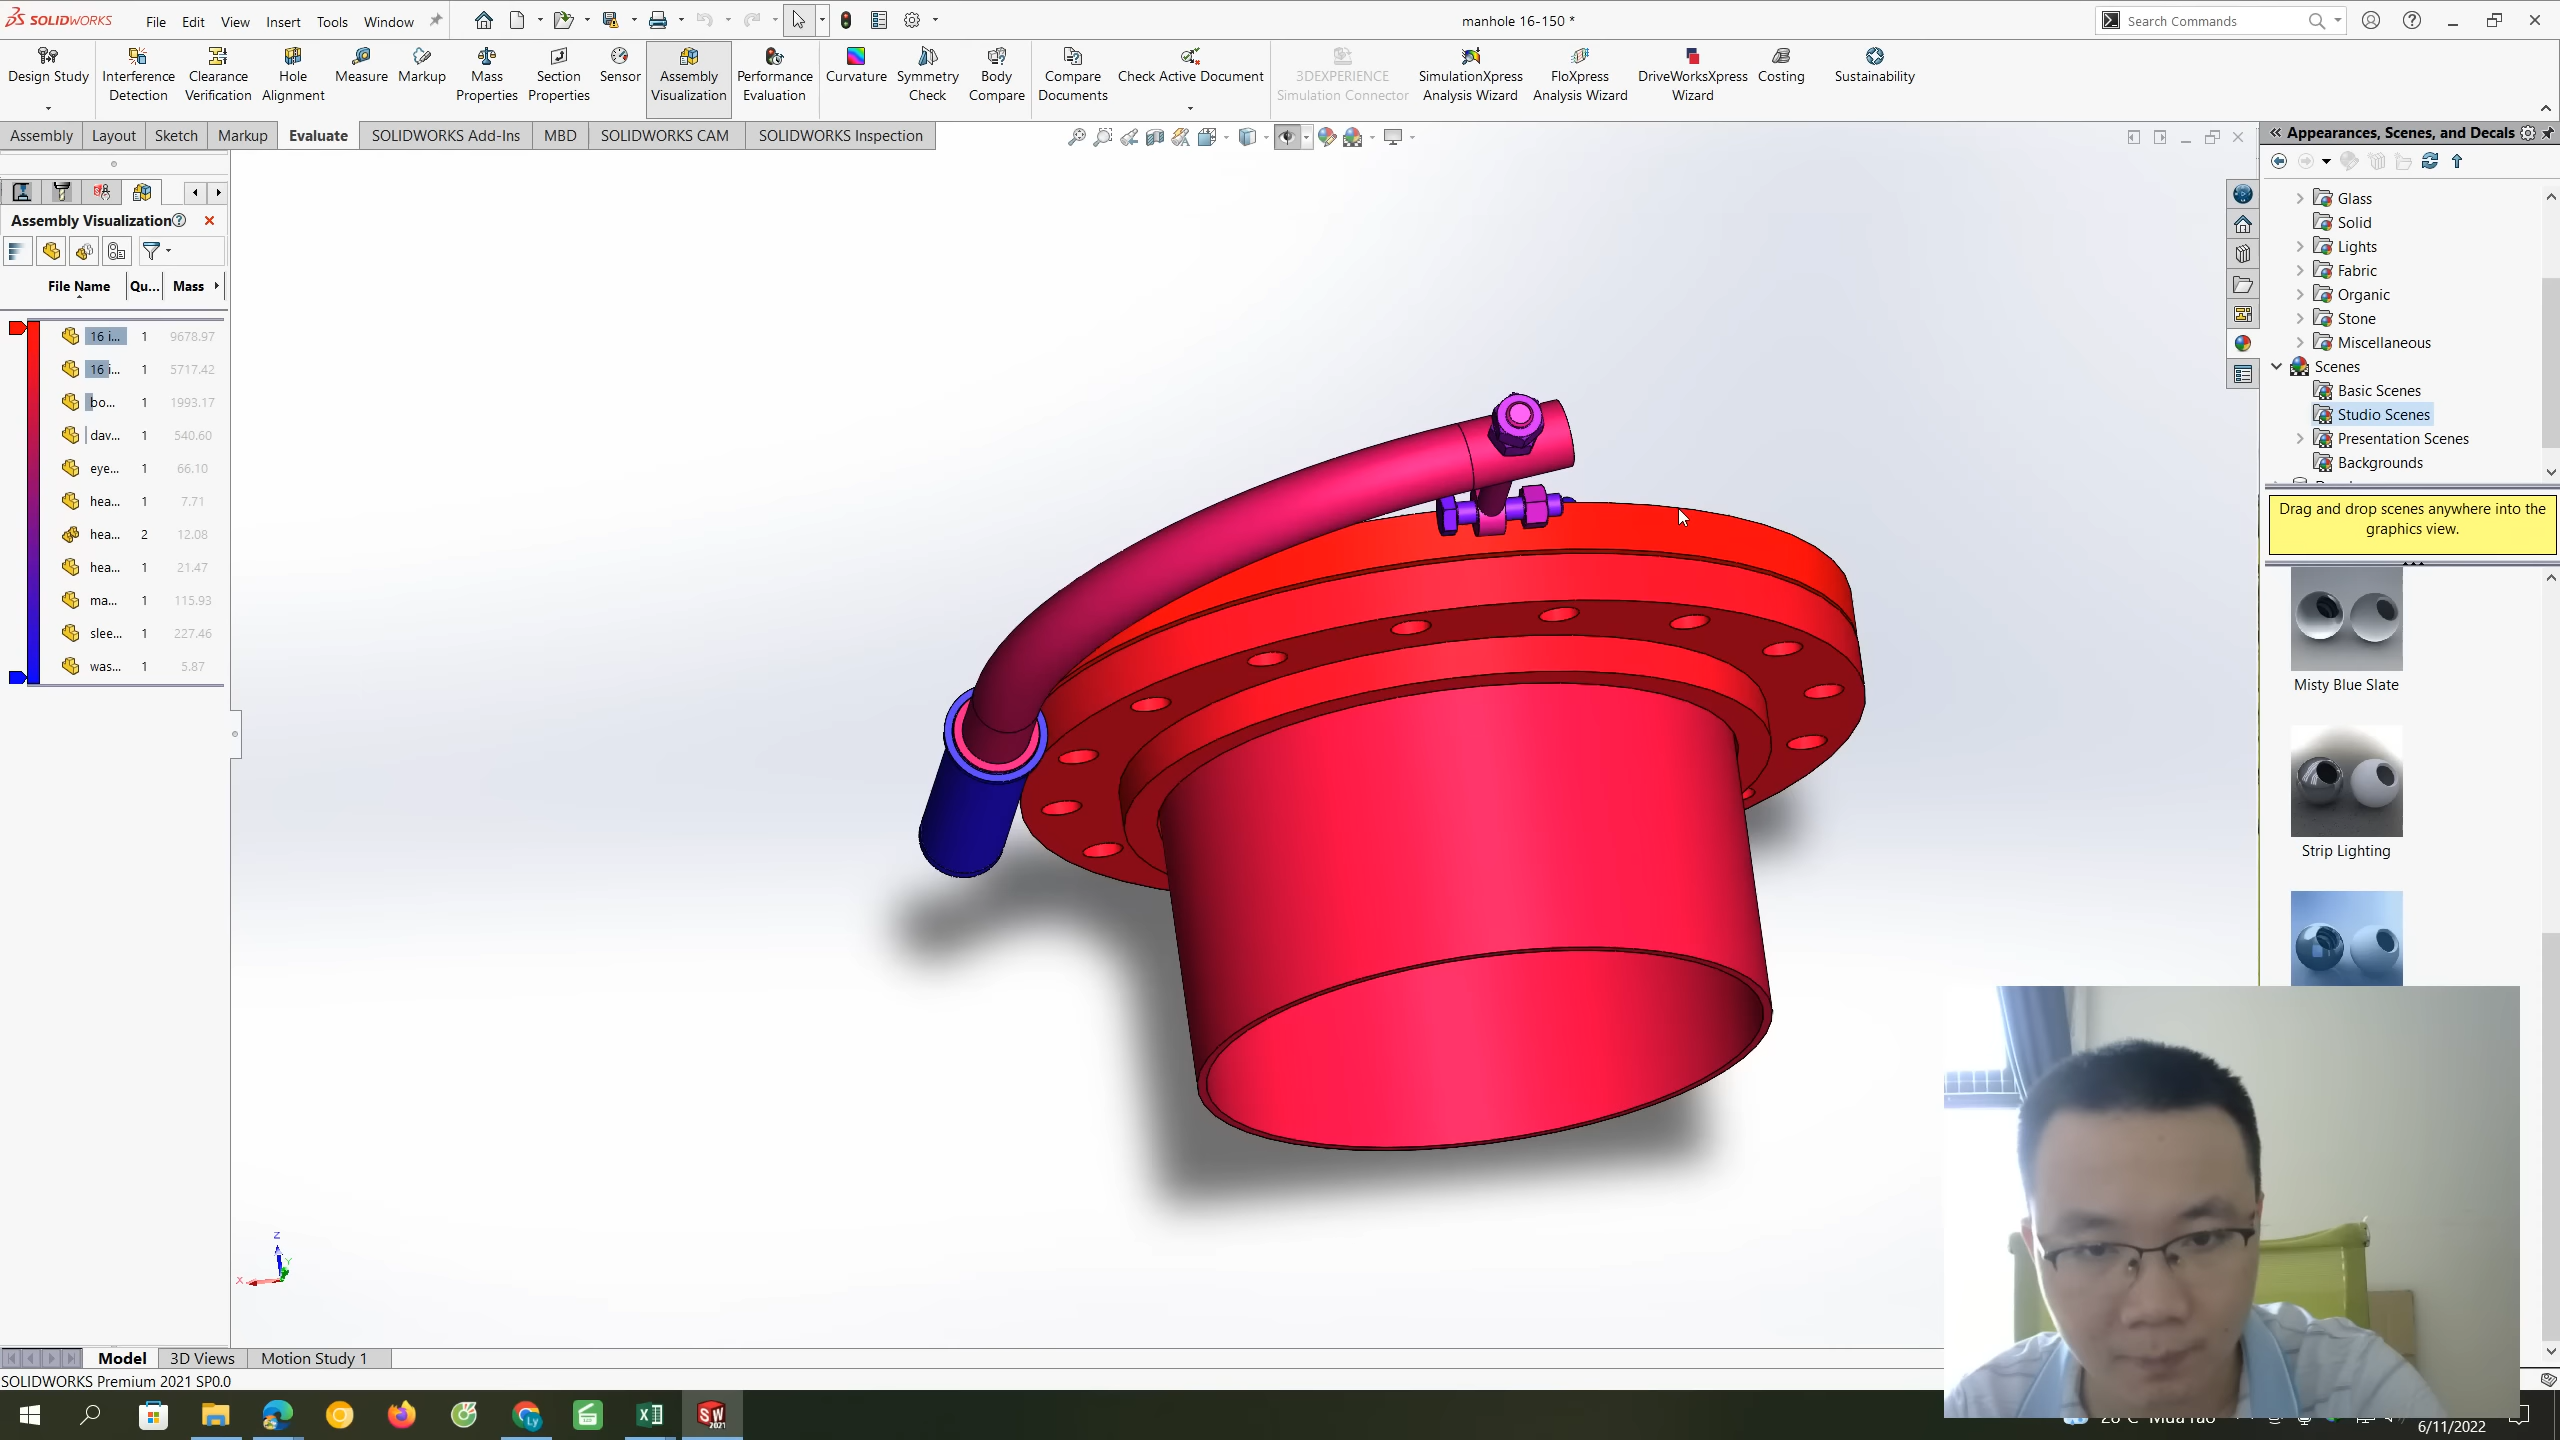 SOLIDWORKS
File Edit View Insert Tools Window
manhole 16-150 *
Search Commands
Design Study
Interference Detection
Clearance Verification
Hole Alignment
Measure
Markup
Mass Properties
Section Properties
Sensor
Assembly Visualization
Performance Evaluation
Curvature
Symmetry Check
Body Compare
Compare Documents
Check Active Document
3DEXPERIENCE Simulation Connector
SimulationXpress Analysis Wizard
FloXpress Analysis Wizard
DriveWorksXpress Wizard
Costing
Sustainability
Assembly Layout Sketch Markup Evaluate SOLIDWORKS Add-Ins MBD SOLIDWORKS CAM SOLIDWORKS Inspection
Assembly Visualization
File Name Qu... Mass
16 i... 1 9678.97
16 i... 1 5717.42
bo... 1 1993.17
dav... 1 540.60
eye... 1 66.10
hea... 1 7.71
hea... 2 12.08
hea... 1 21.47
ma... 1 115.93
slee... 1 227.46
was... 1 5.87
Appearances, Scenes, and Decals
Glass
Solid
Lights
Fabric
Organic
Stone
Miscellaneous
Scenes
Basic Scenes
Studio Scenes
Presentation Scenes
Backgrounds
Drag and drop scenes anywhere into the
graphics view.
Misty Blue Slate
Strip Lighting
Z
X
Y
Model 3D Views Motion Study 1
SOLIDWORKS Premium 2021 SP0.0
Ly
SW
2021
6/11/2022